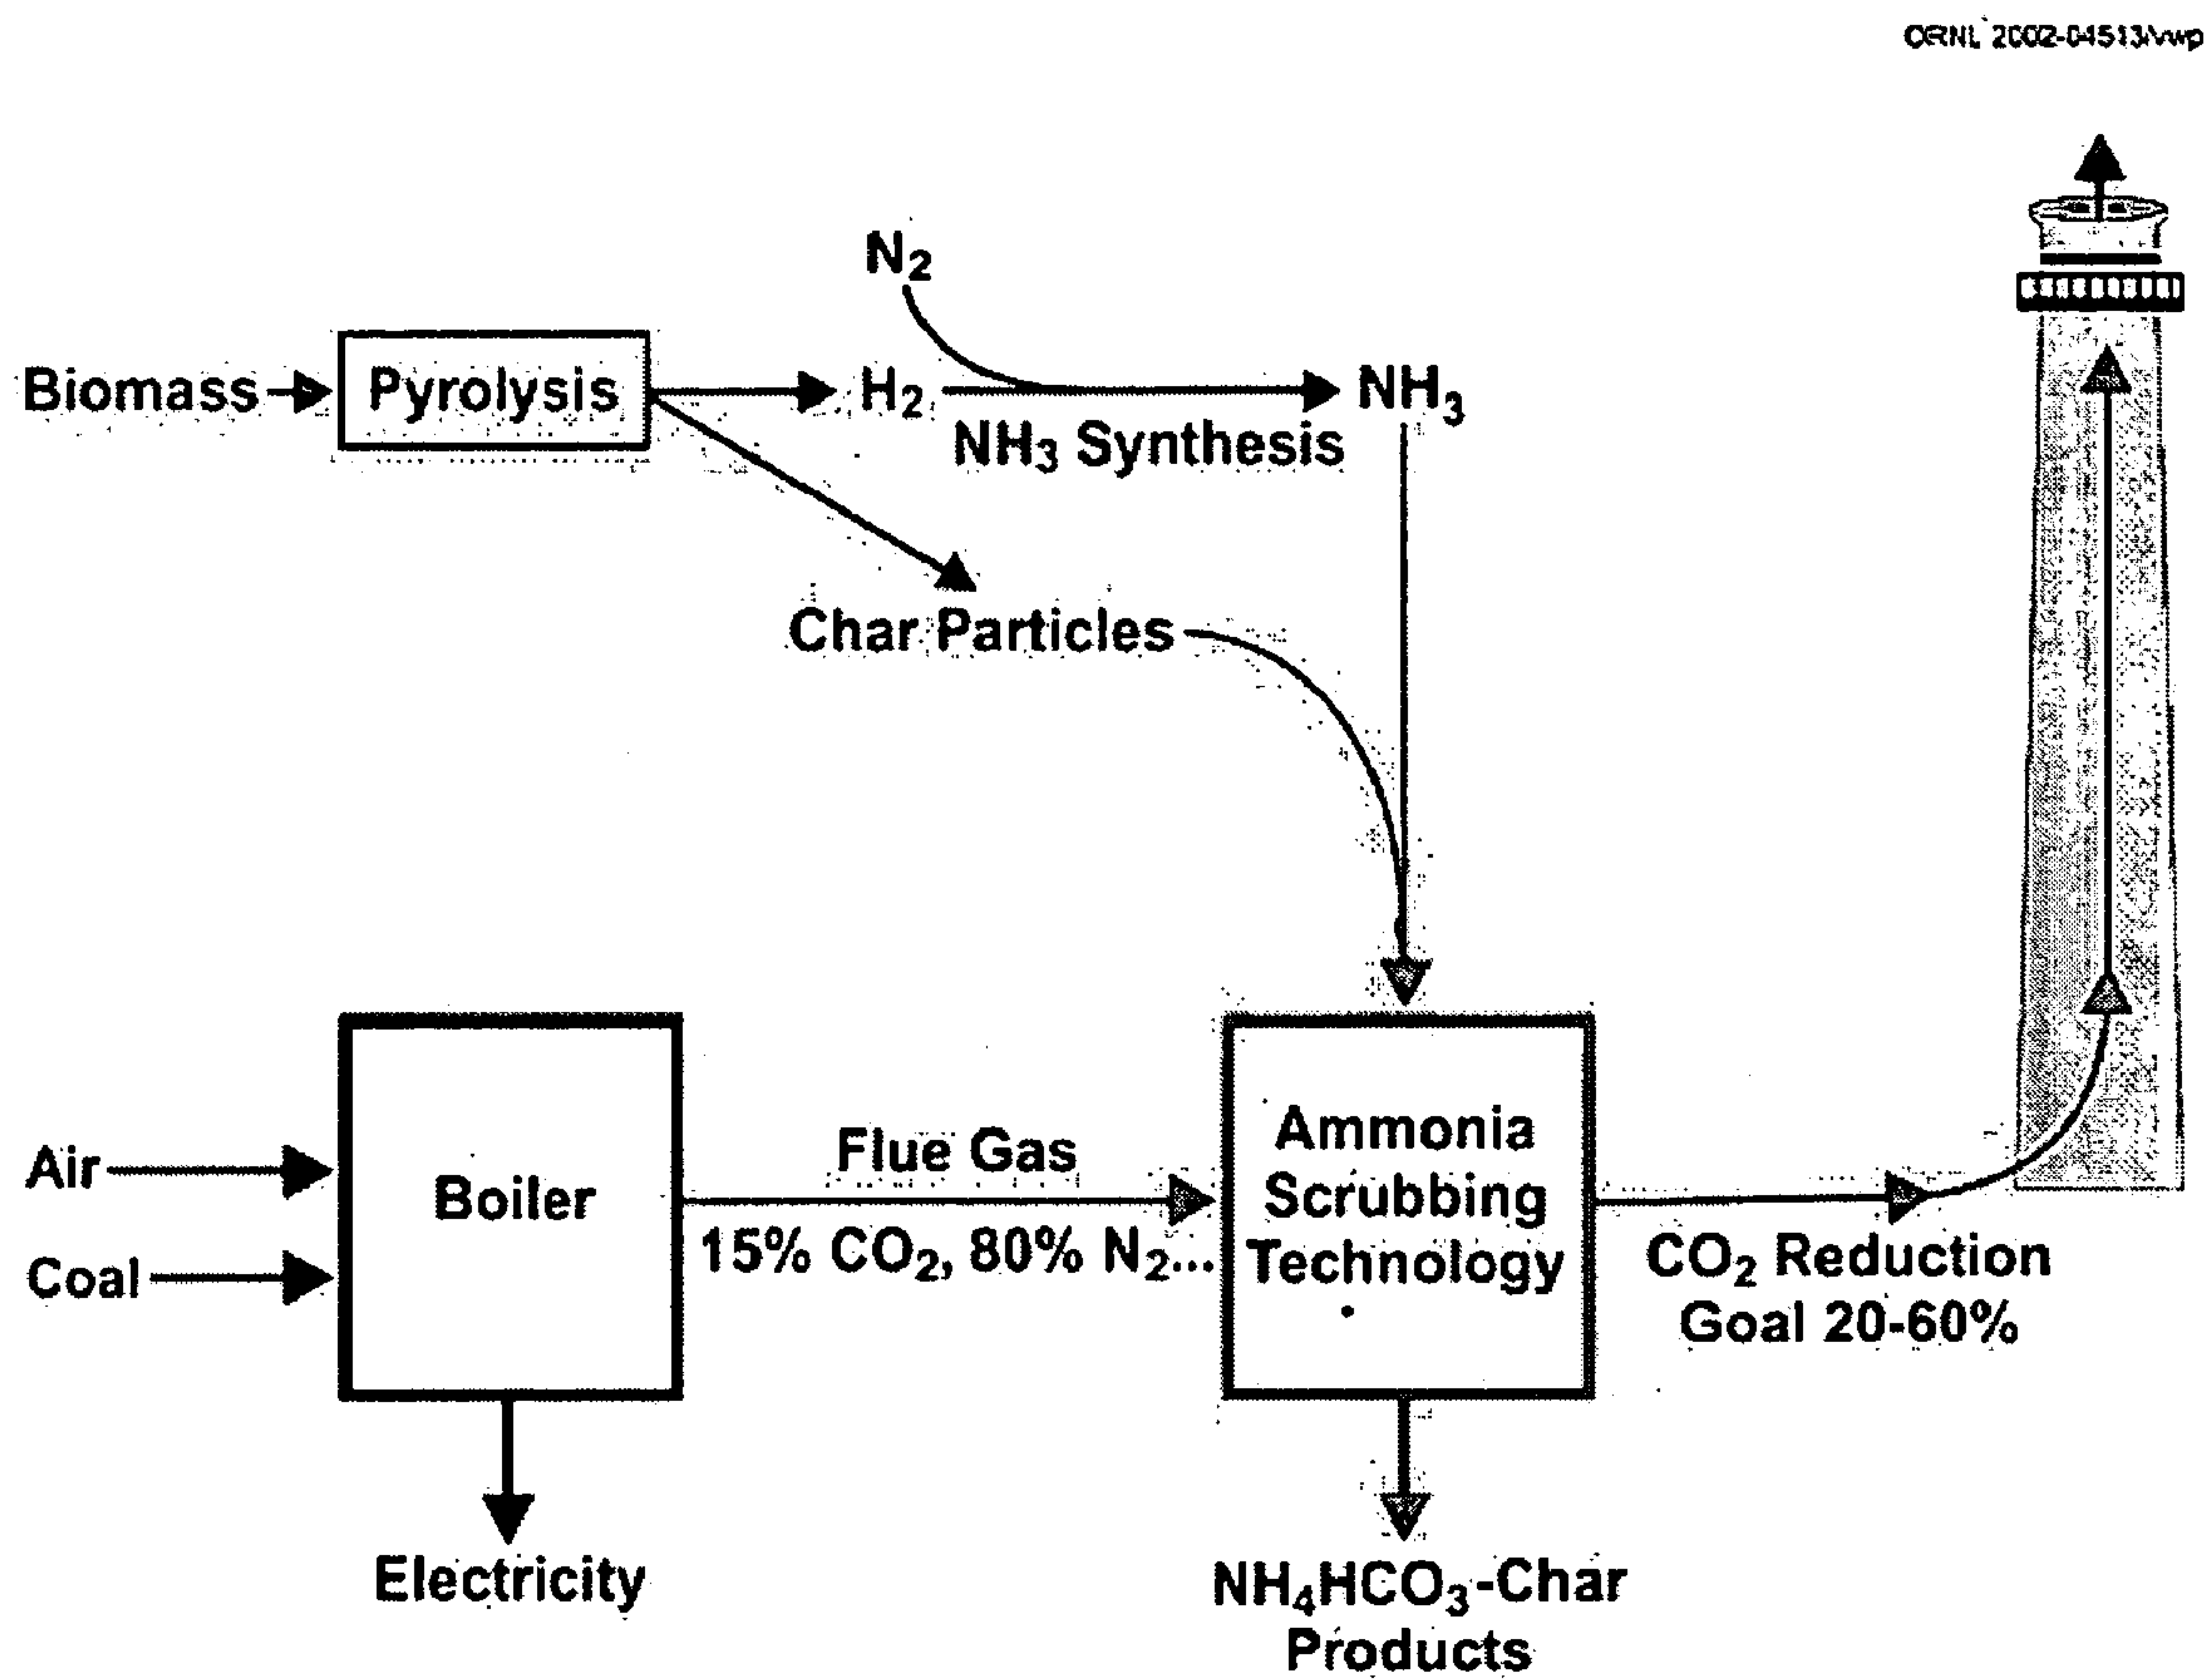 ORNL 2002-04513/vwp
N₂
Biomass
Pyrolysis
H₂
NH₃
NH₃ Synthesis
Char Particles
Air
Coal
Boiler
Flue Gas
15% CO₂, 80% N₂...
Ammonia
Scrubbing
Technology
CO₂ Reduction
Goal 20-60%
Electricity
NH₄HCO₃-Char
Products